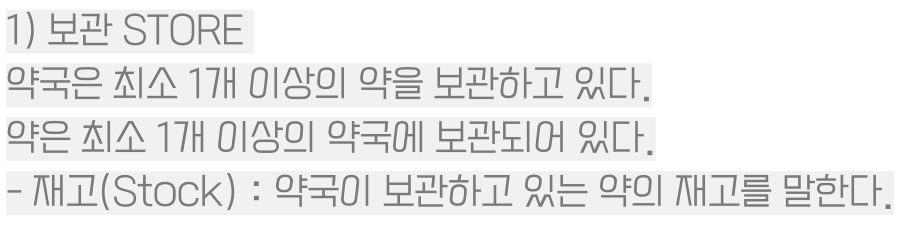 1) 보관 STORE
약국은 최소 1개 이상의 약을 보관하고 있다.
약은 최소 1개 이상의 약국에 보관되어 있다.
- 재고(Stock) : 약국이 보관하고 있는 약의 재고를 말한다.